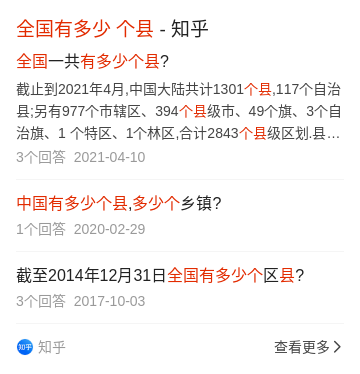 全国有多少 个县 - 知乎
全国一共有多少个县?
截止到2021年4月,中国大陆共计1301个县,117个自治
县;另有977个市辖区、394个县级市、49个旗、3个自
治旗、1 个特区、1个林区,合计2843个县级区划.县…
3个回答 2021-04-10
中国有多少个县,多少个乡镇?
1个回答 2020-02-29
截至2014年12月31日全国有多少个区县?
3个回答 2017-10-03
知乎 知乎
查看更多